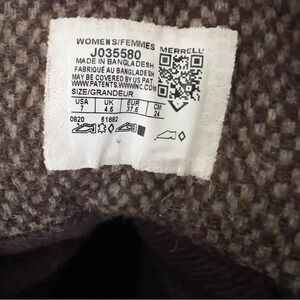 WOMENS/FEMMES MERRELL
J035580
MADE IN BANGLADESH
FABRIQUÉ AU BANGLADESH
MAY BE COVERED BY US PAT
WWW.PATENTS.WWWINC.COM
SIZE/GRANDEUR
USA UK EUR CM
7 4.5 37.5 24
0820 61882